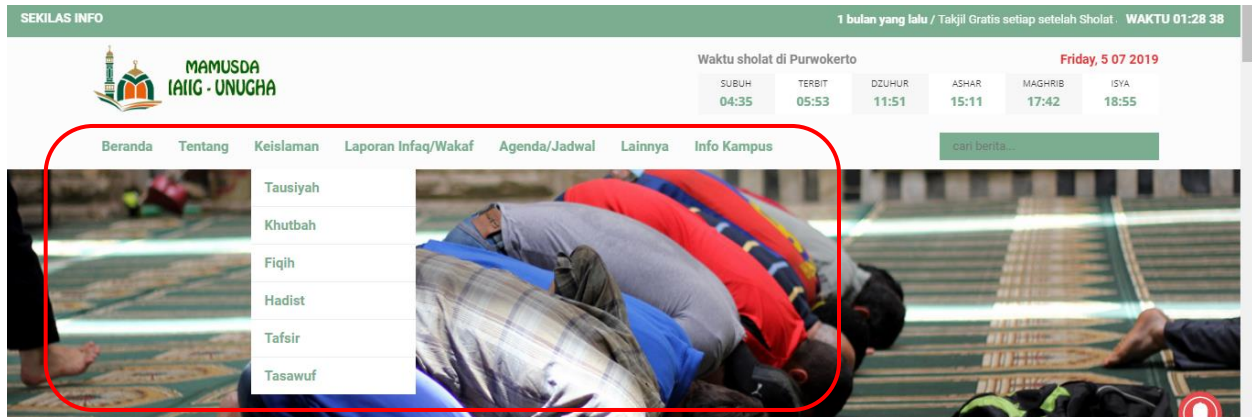 SEKILAS INFO
1 bulan yang lalu / Takjil Gratis setiap setelah Sholat
WAKTU 01:28 38
MAMUSDA
IAIIG - UNUGHA
Waktu sholat di Purwokerto
Friday, 5 07 2019
SUBUH TERBIT DZUHUR ASHAR MAGHRIB ISYA
04:35 05:53 11:51 15:11 17:42 18:55
Beranda Tentang Keislaman Laporan Infaq/Wakaf Agenda/Jadwal Lainnya Info Kampus
cari berita...
Tausiyah
Khutbah
Fiqih
Hadist
Tafsir
Tasawuf